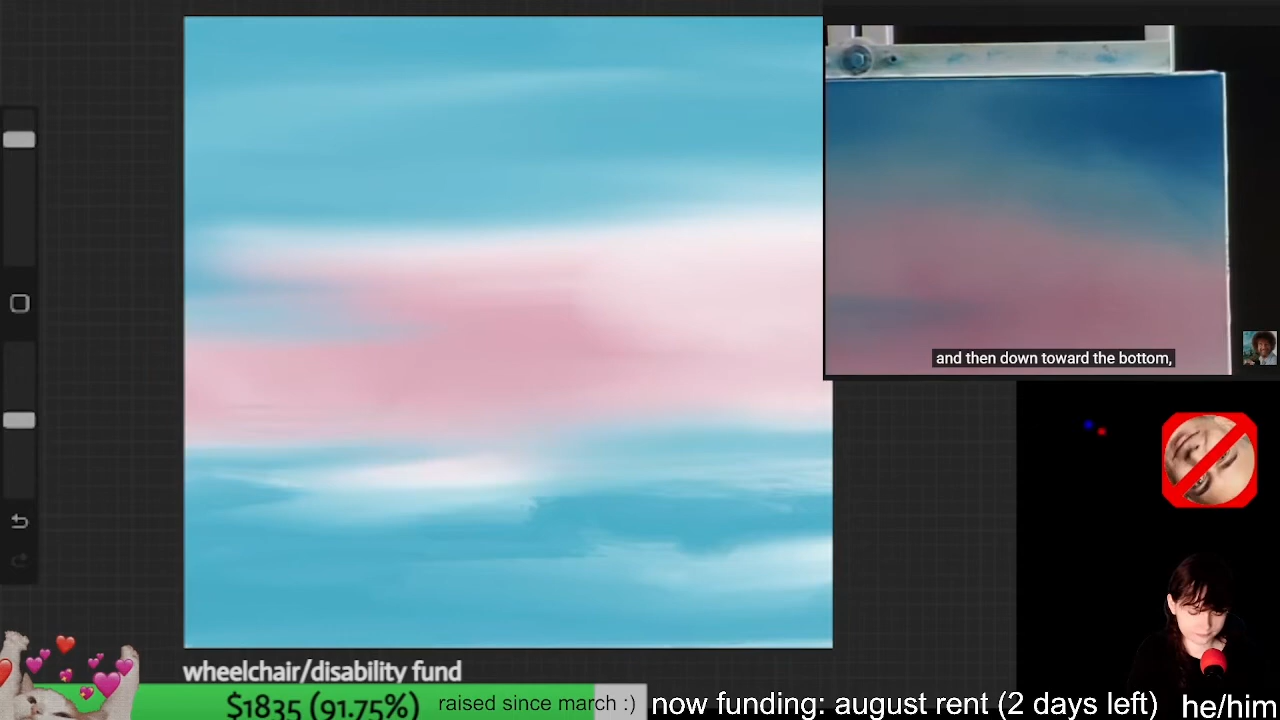 and then down toward the bottom,
wheelchair/disability fund
$1835 (91.75%) raised since march :)
now funding: august rent (2 days left) he/him